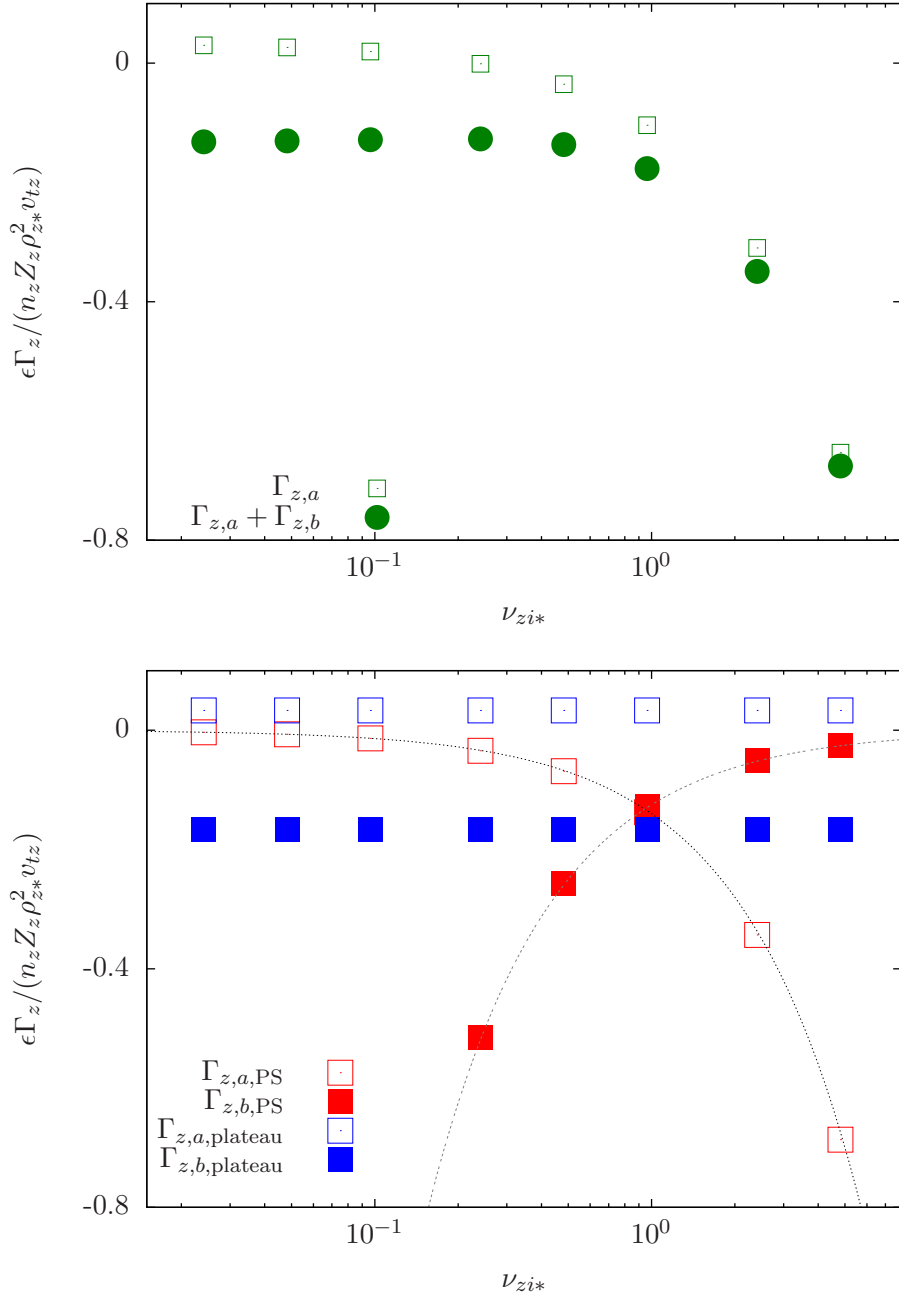 0
-0.4
-0.8
ϵΓ_z/(n_z Z_z ρ_{z*}^2 v_{tz})
Γ_{z,a}
Γ_{z,a} + Γ_{z,b}
10^{-1} 10^0
ν_{zi*}
0
-0.4
-0.8
ϵΓ_z/(n_z Z_z ρ_{z*}^2 v_{tz})
Γ_{z,a,PS}
Γ_{z,b,PS}
Γ_{z,a,plateau}
Γ_{z,b,plateau}
10^{-1} 10^0
ν_{zi*}